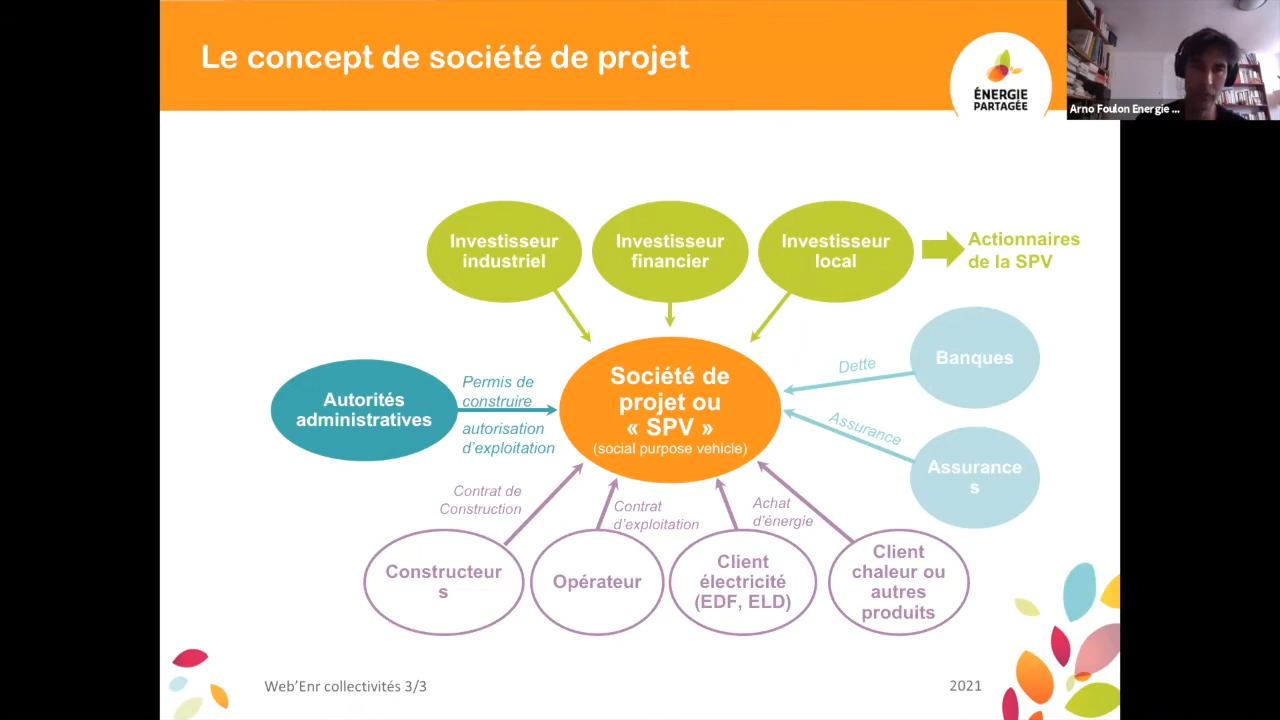 Le concept de société de projet
ÉNERGIE
PARTAGÉE
Arno Foulon Energie ...
Investisseur
industriel
Investisseur
financier
Investisseur
local
Actionnaires
de la SPV
Banques
Dette
Société de
projet ou
« SPV »
(social purpose vehicle)
Autorités
administratives
Permis de
construire
autorisation
d'exploitation
Assurance
Assurance
s
Contrat de
Construction
Contrat
d'exploitation
Achat
d'énergie
Constructeur
s
Opérateur
Client
électricité
(EDF, ELD)
Client
chaleur ou
autres
produits
Web'Enr collectivités 3/3
2021